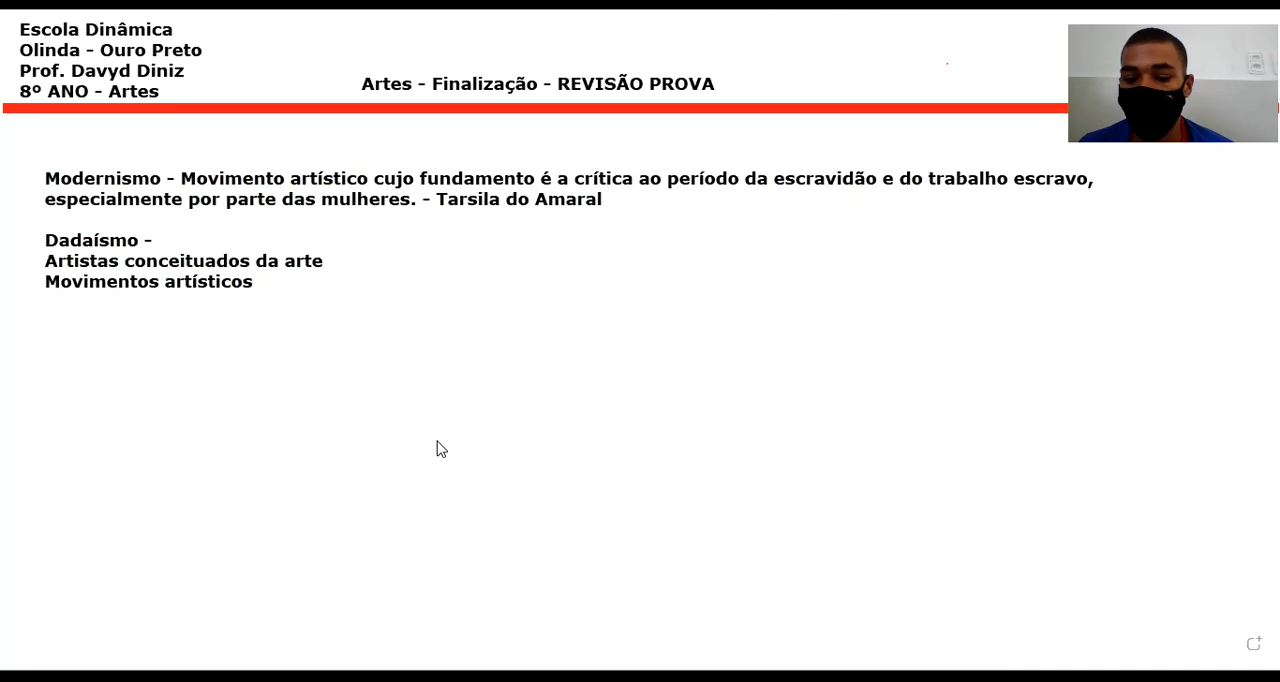 Escola Dinâmica
Olinda - Ouro Preto
Prof. Davyd Diniz
8º ANO - Artes
Artes - Finalização - REVISÃO PROVA
Modernismo - Movimento artístico cujo fundamento é a crítica ao período da escravidão e do trabalho escravo,
especialmente por parte das mulheres. - Tarsila do Amaral
Dadaísmo -
Artistas conceituados da arte
Movimentos artísticos